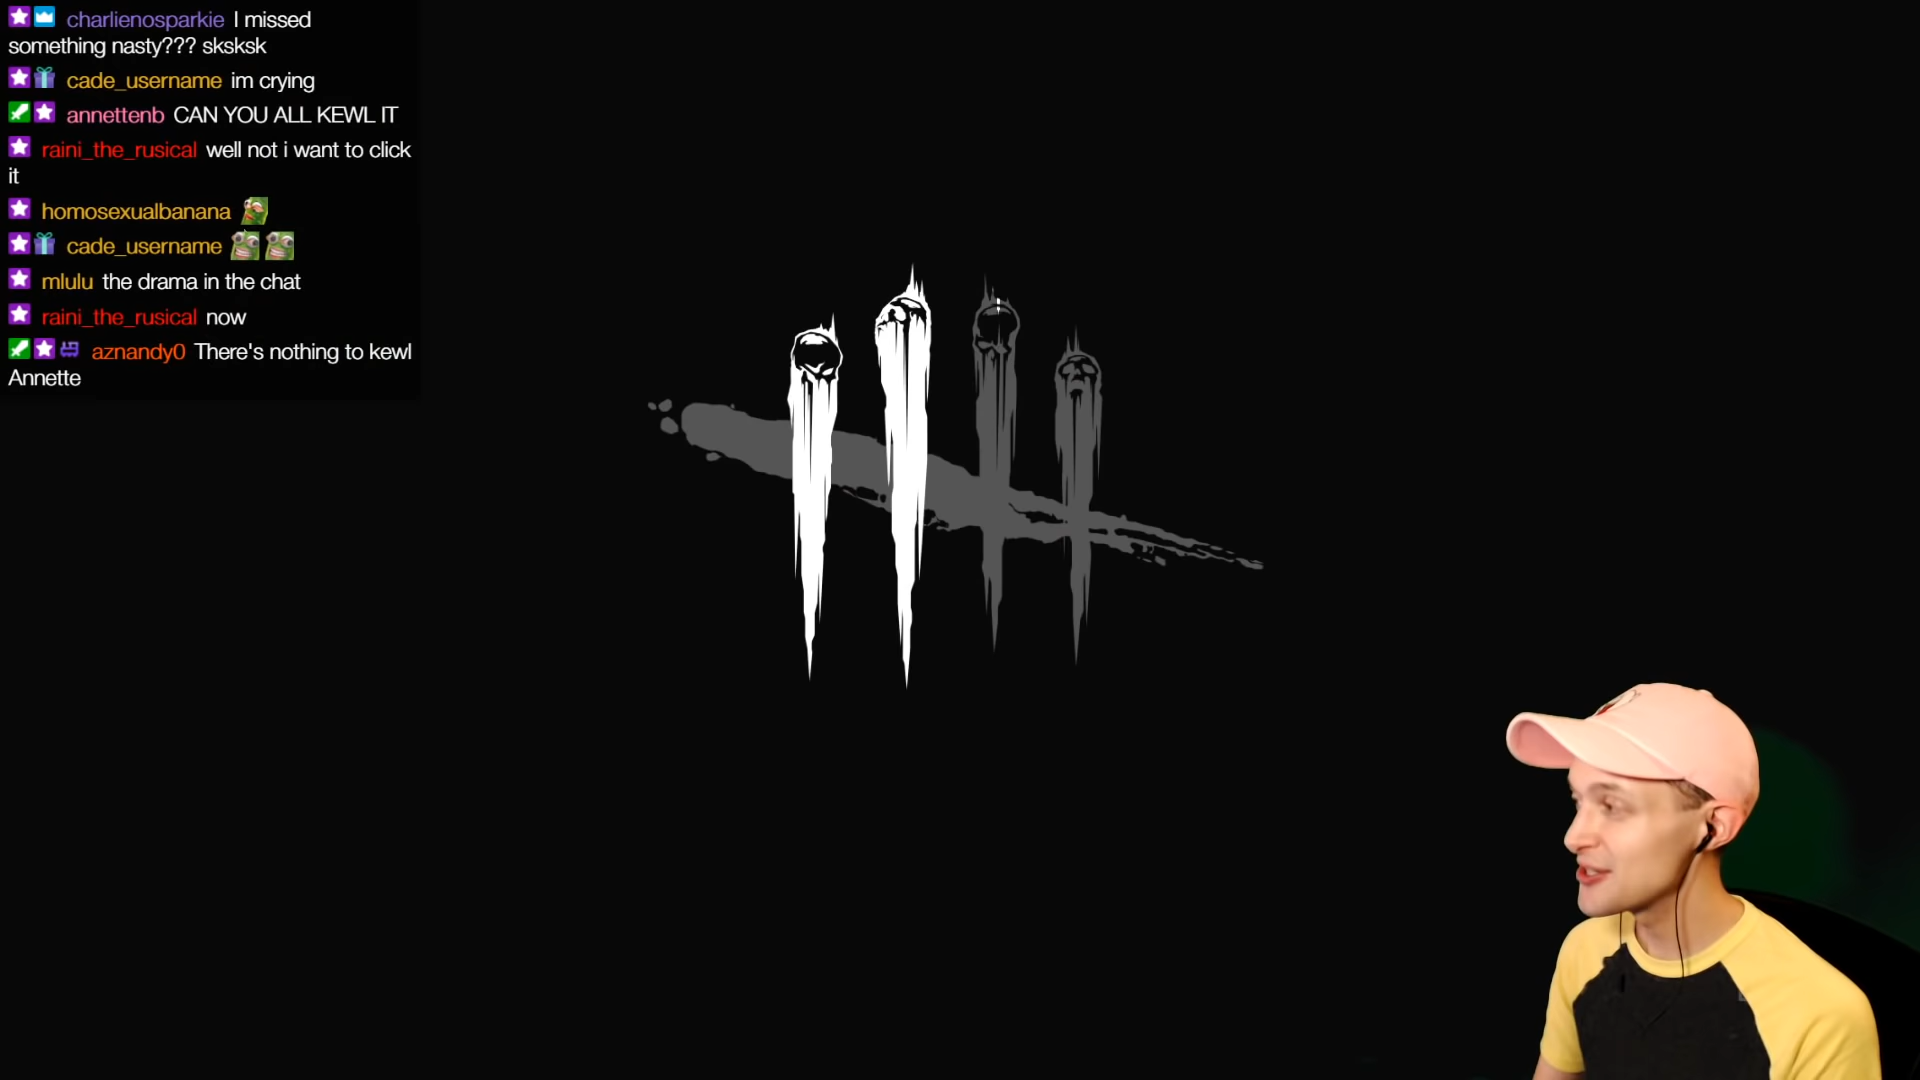 charlienosparkie I missed
something nasty??? sksksk
cade_username im crying
annettenb CAN YOU ALL KEWL IT
raini_the_rusical well not i want to click
it
homosexualbanana
cade_username
mlulu the drama in the chat
raini_the_rusical now
aznandy0 There's nothing to kewl
Annette